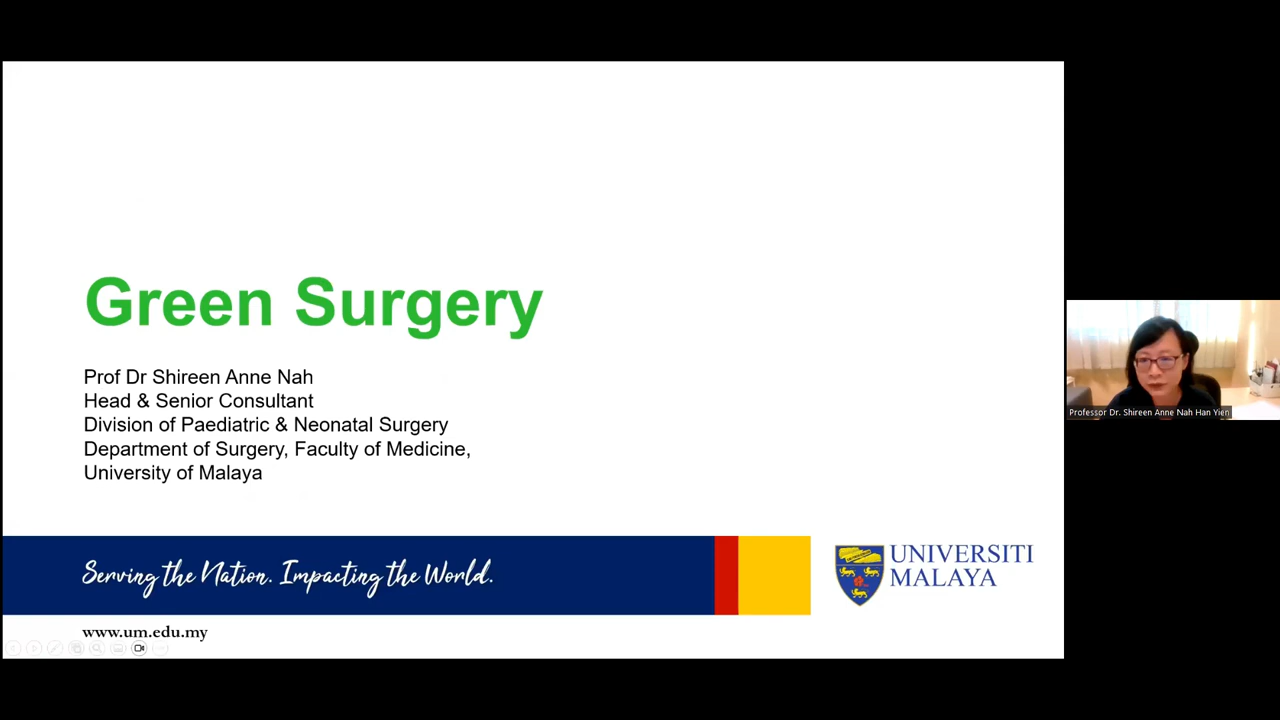 Green Surgery
Prof Dr Shireen Anne Nah
Head & Senior Consultant
Division of Paediatric & Neonatal Surgery
Department of Surgery, Faculty of Medicine,
University of Malaya
Serving the Nation. Impacting the World.
UNIVERSITI
MALAYA
www.um.edu.my
Professor Dr. Shireen Anne Nah Han Yien